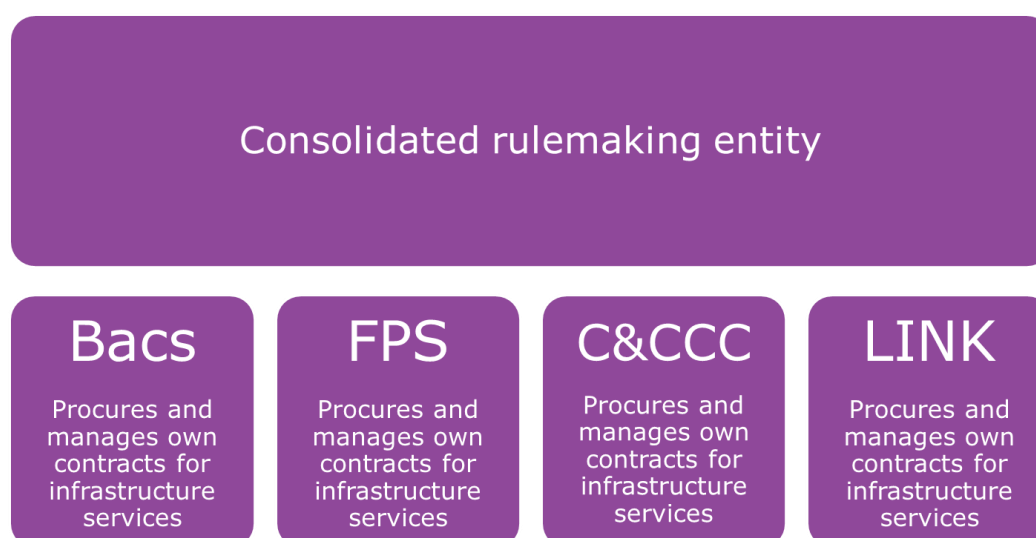 Consolidated rulemaking entity
Bacs
Procures and
manages own
contracts for
infrastructure
services
FPS
Procures and
manages own
contracts for
infrastructure
services
C&CCC
Procures and
manages own
contracts for
infrastructure
services
LINK
Procures and
manages own
contracts for
infrastructure
services